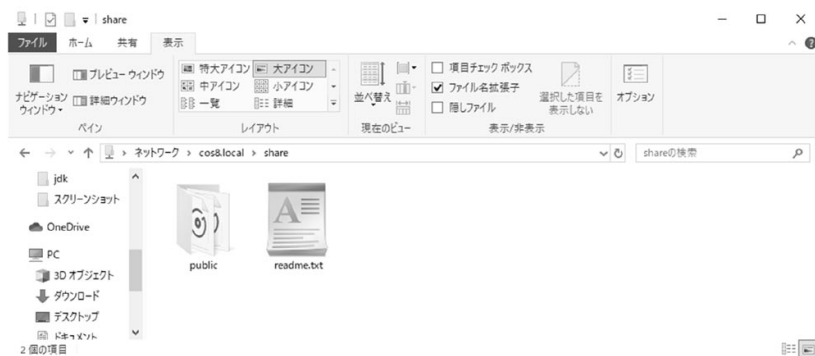 share
ファイル ホーム 共有 表示
ナビゲーション ウィンドウ
プレビュー ウィンドウ
詳細ウィンドウ
ペイン
特大アイコン 大アイコン
中アイコン 小アイコン
一覧 詳細
レイアウト
並べ替え
現在のビュー
項目チェック ボックス
ファイル名拡張子
隠しファイル
選択した項目を
表示しない
表示/非表示
オプション
ネットワーク > cos8.local > share
shareの検索
jdk
スクリーンショット
OneDrive
PC
3D オブジェクト
ダウンロード
デスクトップ
ドキュメント
public
readme.txt
2 個の項目